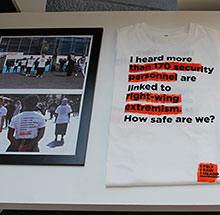 I heard more
than 170 security
personnel are
linked to
right-wing
extremism.
How safe are we?